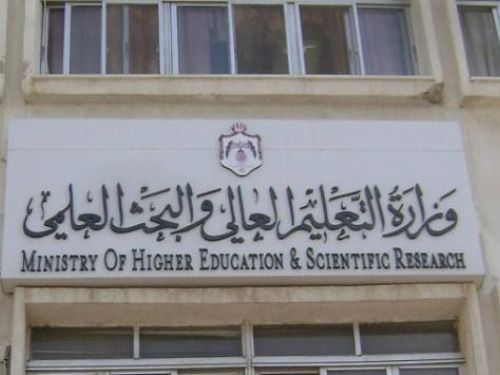 وزارة التعليم العالي والبحث العلمي
MINISTRY OF HIGHER EDUCATION & SCIENTIFIC RESEARCH